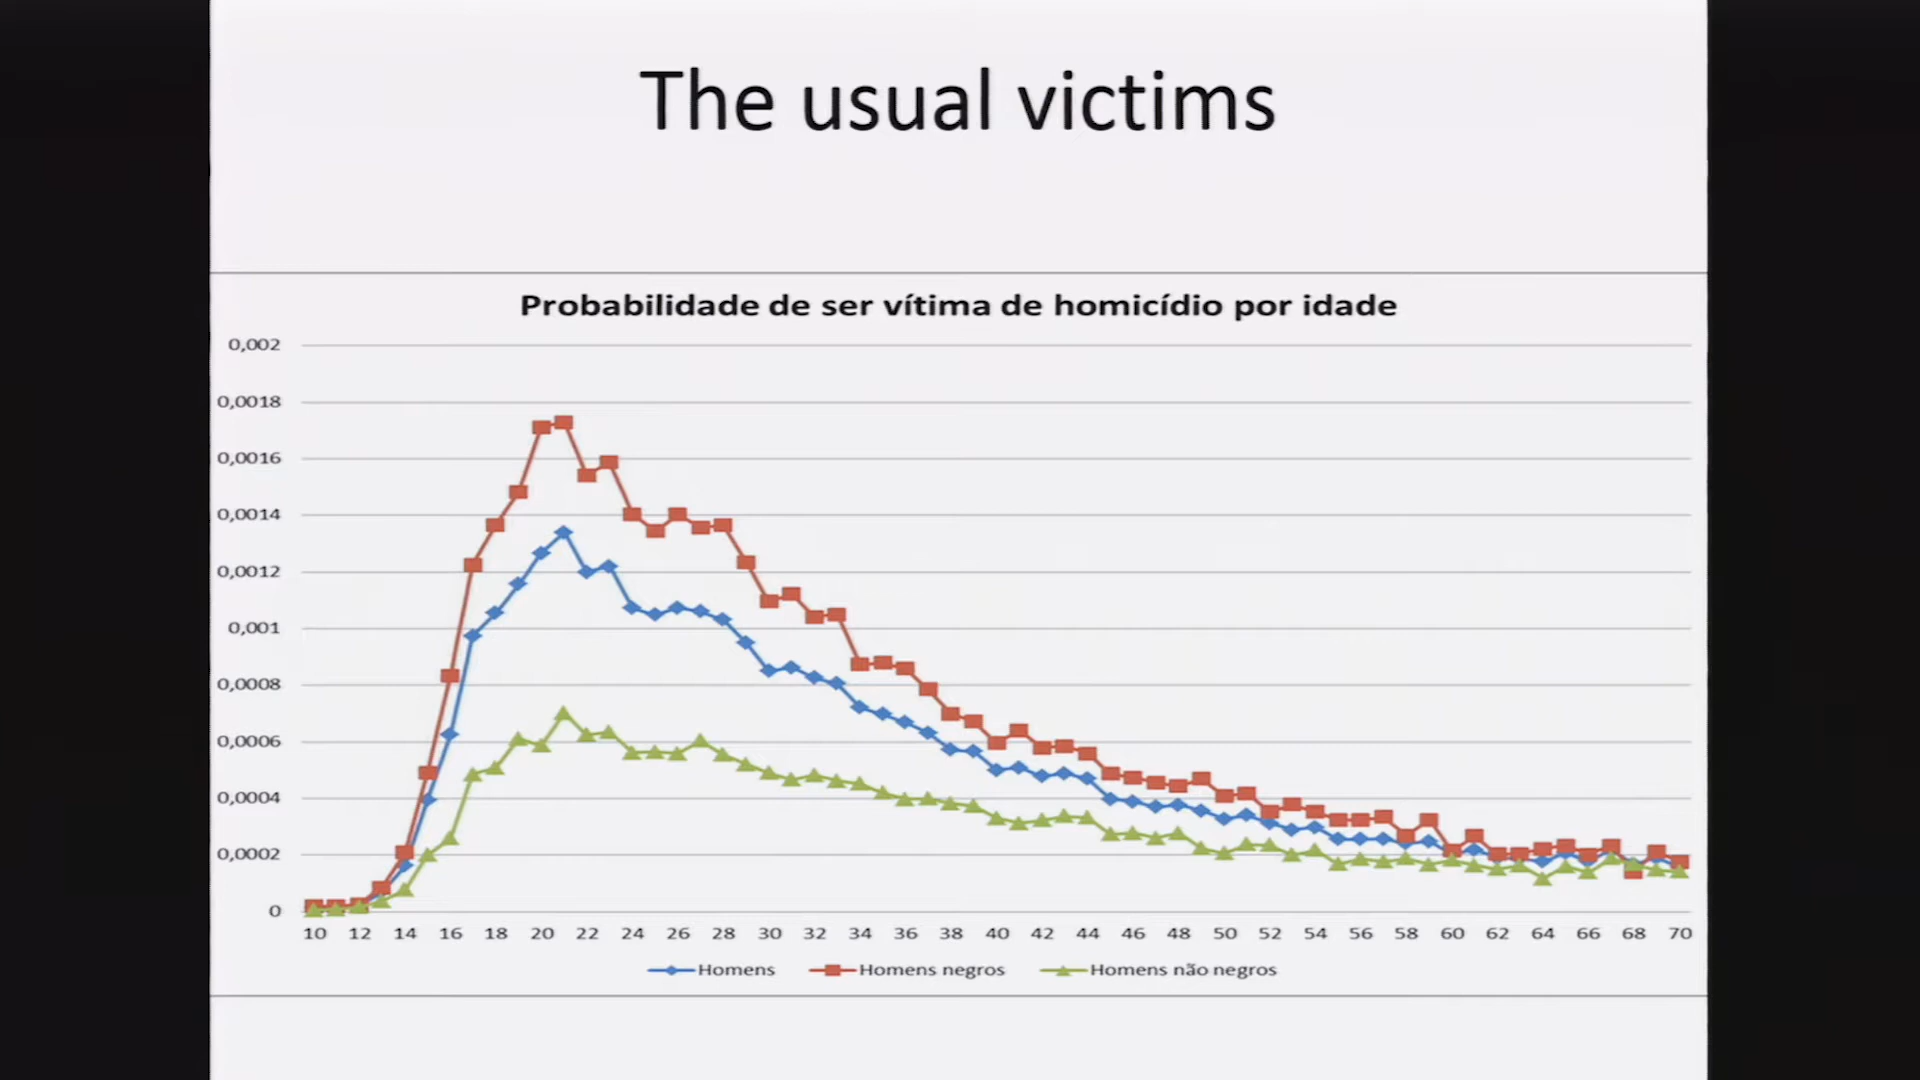 The usual victims
Probabilidade de ser vítima de homicídio por idade
0,002
0,0018
0,0016
0,0014
0,0012
0,001
0,0008
0,0006
0,0004
0,0002
0
10 12 14 16 18 20 22 24 26 28 30 32 34 36 38 40 42 44 46 48 50 52 54 56 58 60 62 64 66 68 70
Homens Homens negros Homens não negros